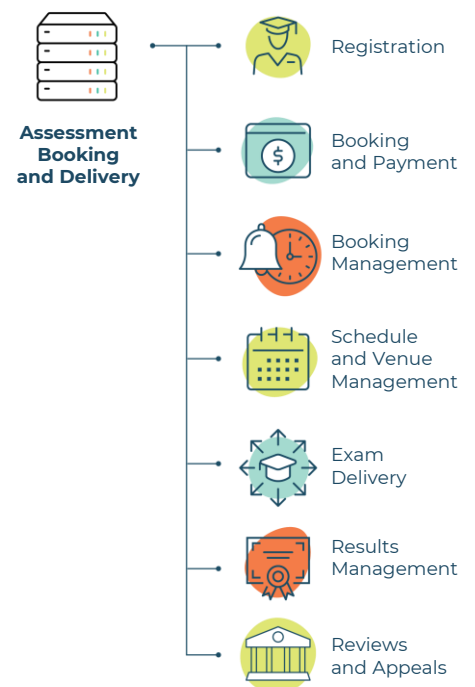 Assessment
Booking
and Delivery
Registration
Booking
and Payment
$
Booking
Management
Schedule
and Venue
Management
Exam
Delivery
Results
Management
Reviews
and Appeals